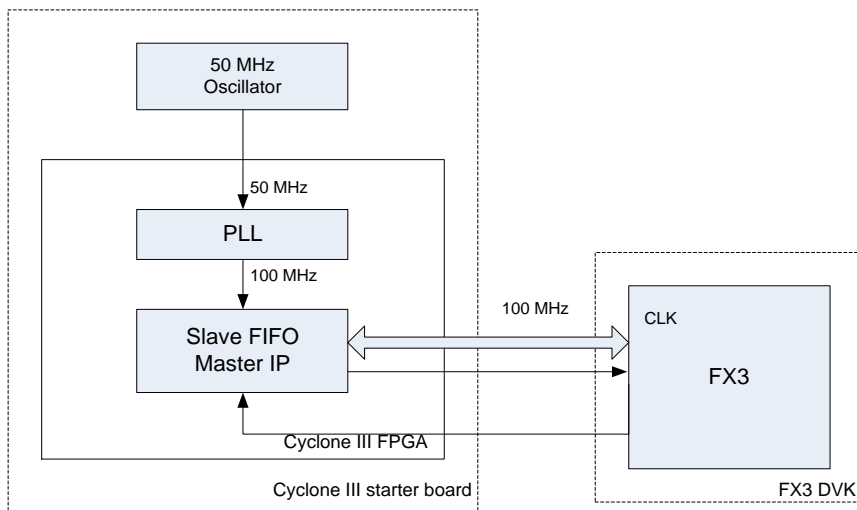 50 MHz
Oscillator
50 MHz
PLL
100 MHz
Slave FIFO
Master IP
100 MHz
CLK
FX3
Cyclone III FPGA
Cyclone III starter board
FX3 DVK